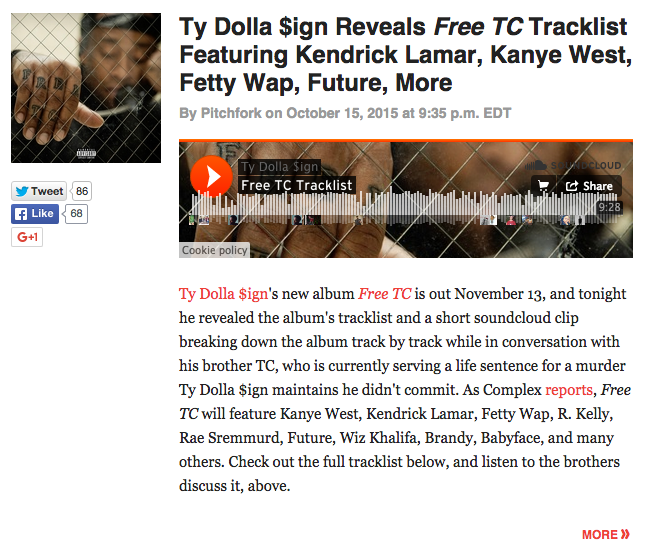 Ty Dolla $ign Reveals Free TC Tracklist
Featuring Kendrick Lamar, Kanye West,
Fetty Wap, Future, More
By Pitchfork on October 15, 2015 at 9:35 p.m. EDT
Tweet 86
Like 68
G+1
Ty Dolla $ign
Free TC Tracklist
SOUNDCLOUD
Share
9:28
Cookie policy
Ty Dolla $ign's new album Free TC is out November 13, and tonight
he revealed the album's tracklist and a short soundcloud clip
breaking down the album track by track while in conversation with
his brother TC, who is currently serving a life sentence for a murder
Ty Dolla $ign maintains he didn't commit. As Complex reports, Free
TC will feature Kanye West, Kendrick Lamar, Fetty Wap, R. Kelly,
Rae Sremmurd, Future, Wiz Khalifa, Brandy, Babyface, and many
others. Check out the full tracklist below, and listen to the brothers
discuss it, above.
MORE »